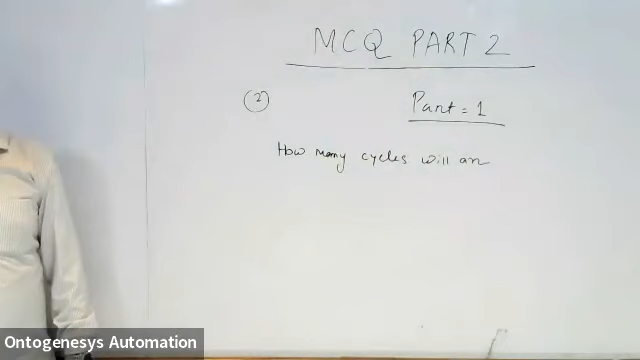 MCQ PART 2
(2)
Part = 1
How many cycles will an
Ontogenesys Automation